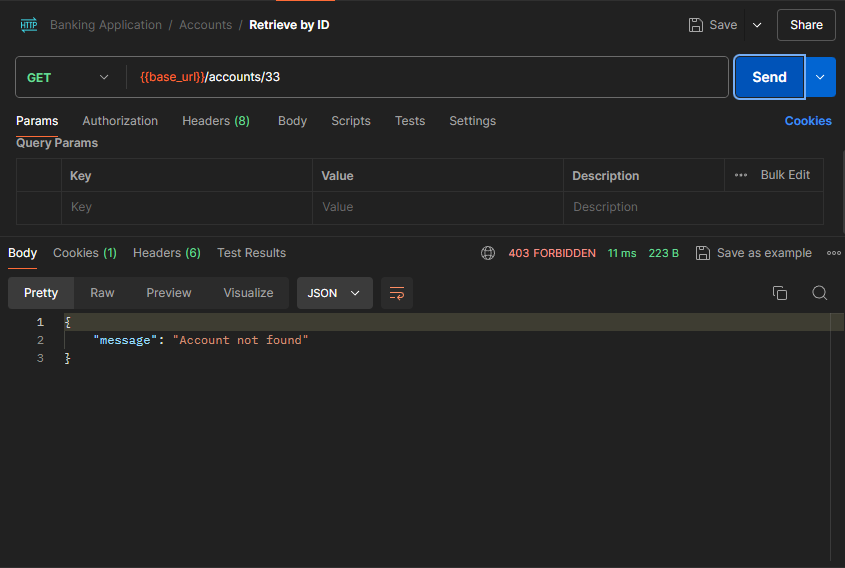 HTTP Banking Application / Accounts / Retrieve by ID Save Share
GET {{base_url}}/accounts/33 Send
Params Authorization Headers (8) Body Scripts Tests Settings Cookies
Query Params
Key Value Description ••• Bulk Edit
Key Value Description
Body Cookies (1) Headers (6) Test Results 403 FORBIDDEN 11 ms 223 B Save as example
Pretty Raw Preview Visualize JSON
1 {
2 "message": "Account not found"
3 }